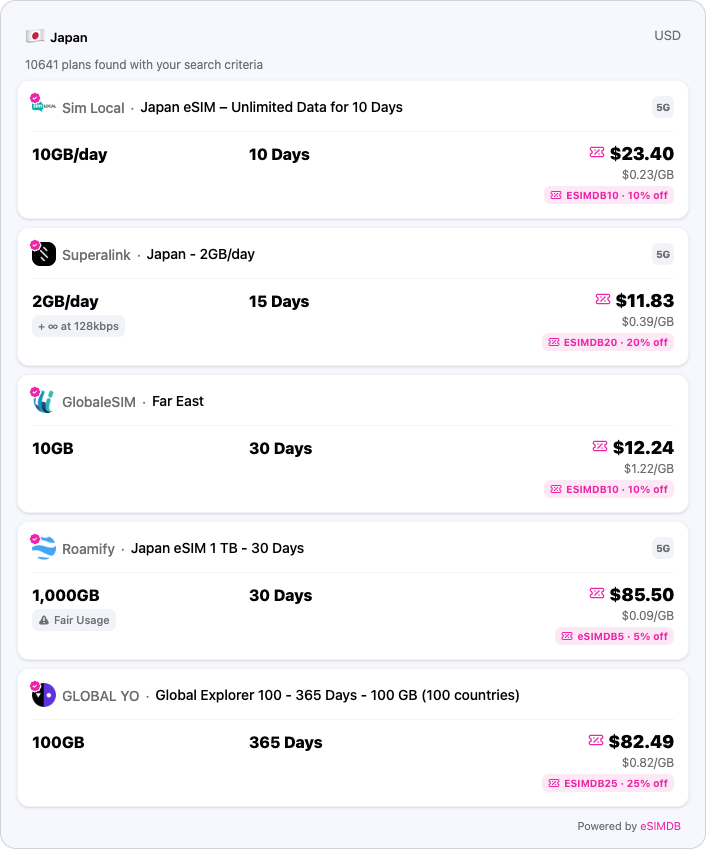 Japan
USD
10641 plans found with your search criteria
Sim Local · Japan eSIM – Unlimited Data for 10 Days
5G
10GB/day
10 Days
$23.40
$0.23/GB
ESIMDB10 · 10% off
Superalink · Japan - 2GB/day
5G
2GB/day
15 Days
$11.83
+ ∞ at 128kbps
$0.39/GB
ESIMDB20 · 20% off
GlobaleSIM · Far East
10GB
30 Days
$12.24
$1.22/GB
ESIMDB10 · 10% off
Roamify · Japan eSIM 1 TB - 30 Days
5G
1,000GB
30 Days
$85.50
Fair Usage
$0.09/GB
eSIMDB5 · 5% off
GLOBAL YO · Global Explorer 100 - 365 Days - 100 GB (100 countries)
100GB
365 Days
$82.49
$0.82/GB
ESIMDB25 · 25% off
Powered by eSIMDB